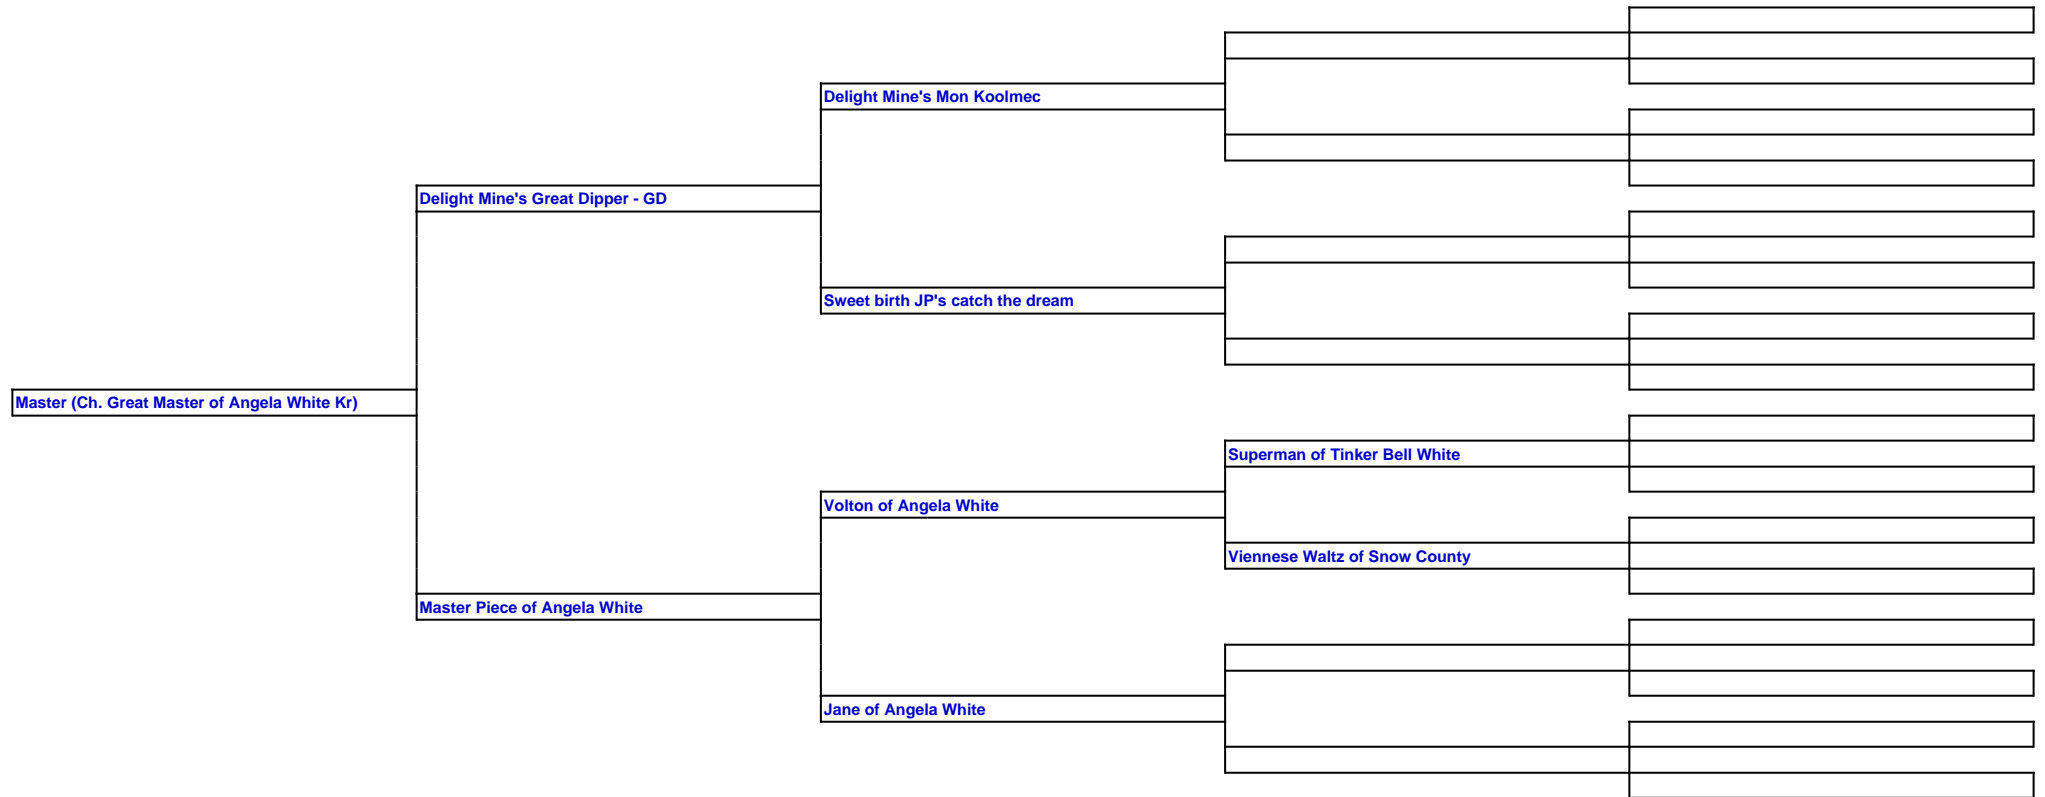 Delight Mine's Mon Koolmec
Delight Mine's Great Dipper - GD
Sweet birth JP's catch the dream
Master (Ch. Great Master of Angela White Kr)
Superman of Tinker Bell White
Volton of Angela White
Viennese Waltz of Snow County
Master Piece of Angela White
Jane of Angela White